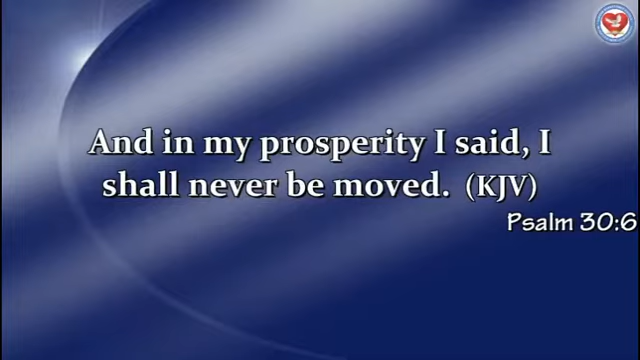 And in my prosperity I said, I
shall never be moved. (KJV)
Psalm 30:6